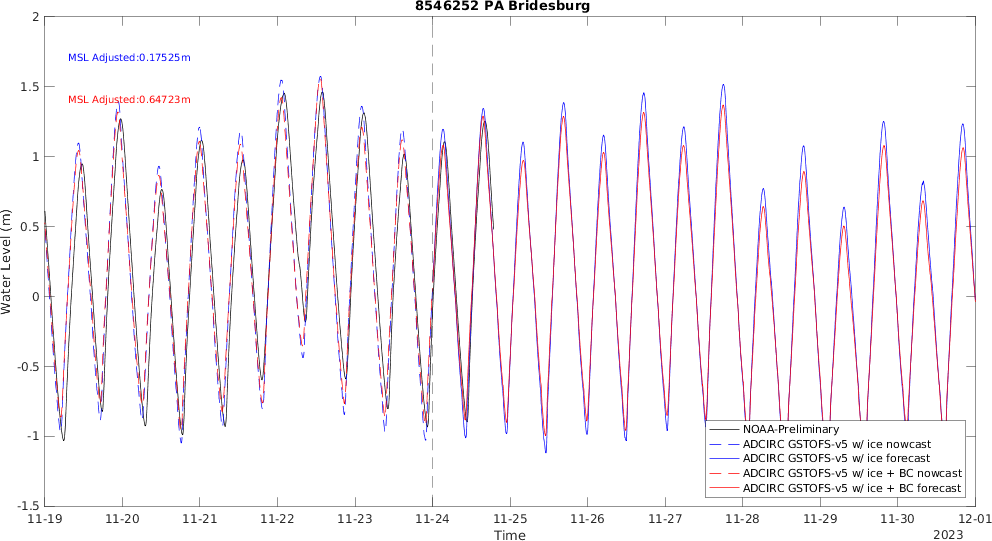 8546252 PA Bridesburg
MSL Adjusted:0.17525m
MSL Adjusted:0.64723m
Water Level (m)
2
1.5
1
0.5
0
-0.5
-1
-1.5
NOAA-Preliminary
ADCIRC GSTOFS-v5 w/ ice nowcast
ADCIRC GSTOFS-v5 w/ ice forecast
ADCIRC GSTOFS-v5 w/ ice + BC nowcast
ADCIRC GSTOFS-v5 w/ ice + BC forecast
11-19 11-20 11-21 11-22 11-23 11-24 11-25 11-26 11-27 11-28 11-29 11-30 12-01
Time
2023